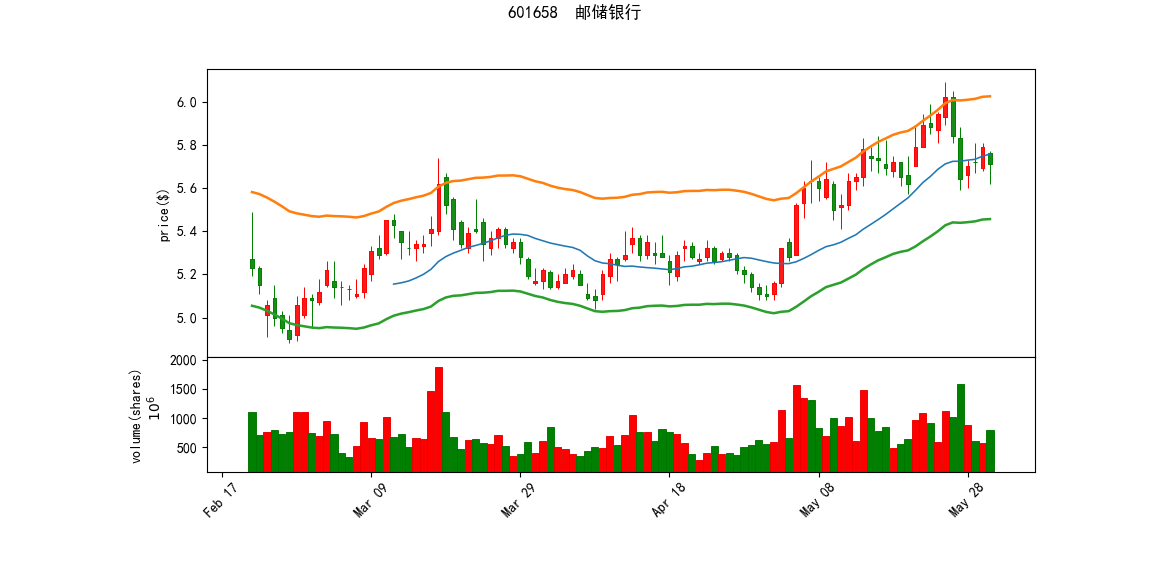 601658 邮储银行
price($)
6.0
5.8
5.6
5.4
5.2
5.0
volume(shares)
10^6
2000
1500
1000
500
Feb 17
Mar 09
Mar 29
Apr 18
May 08
May 28